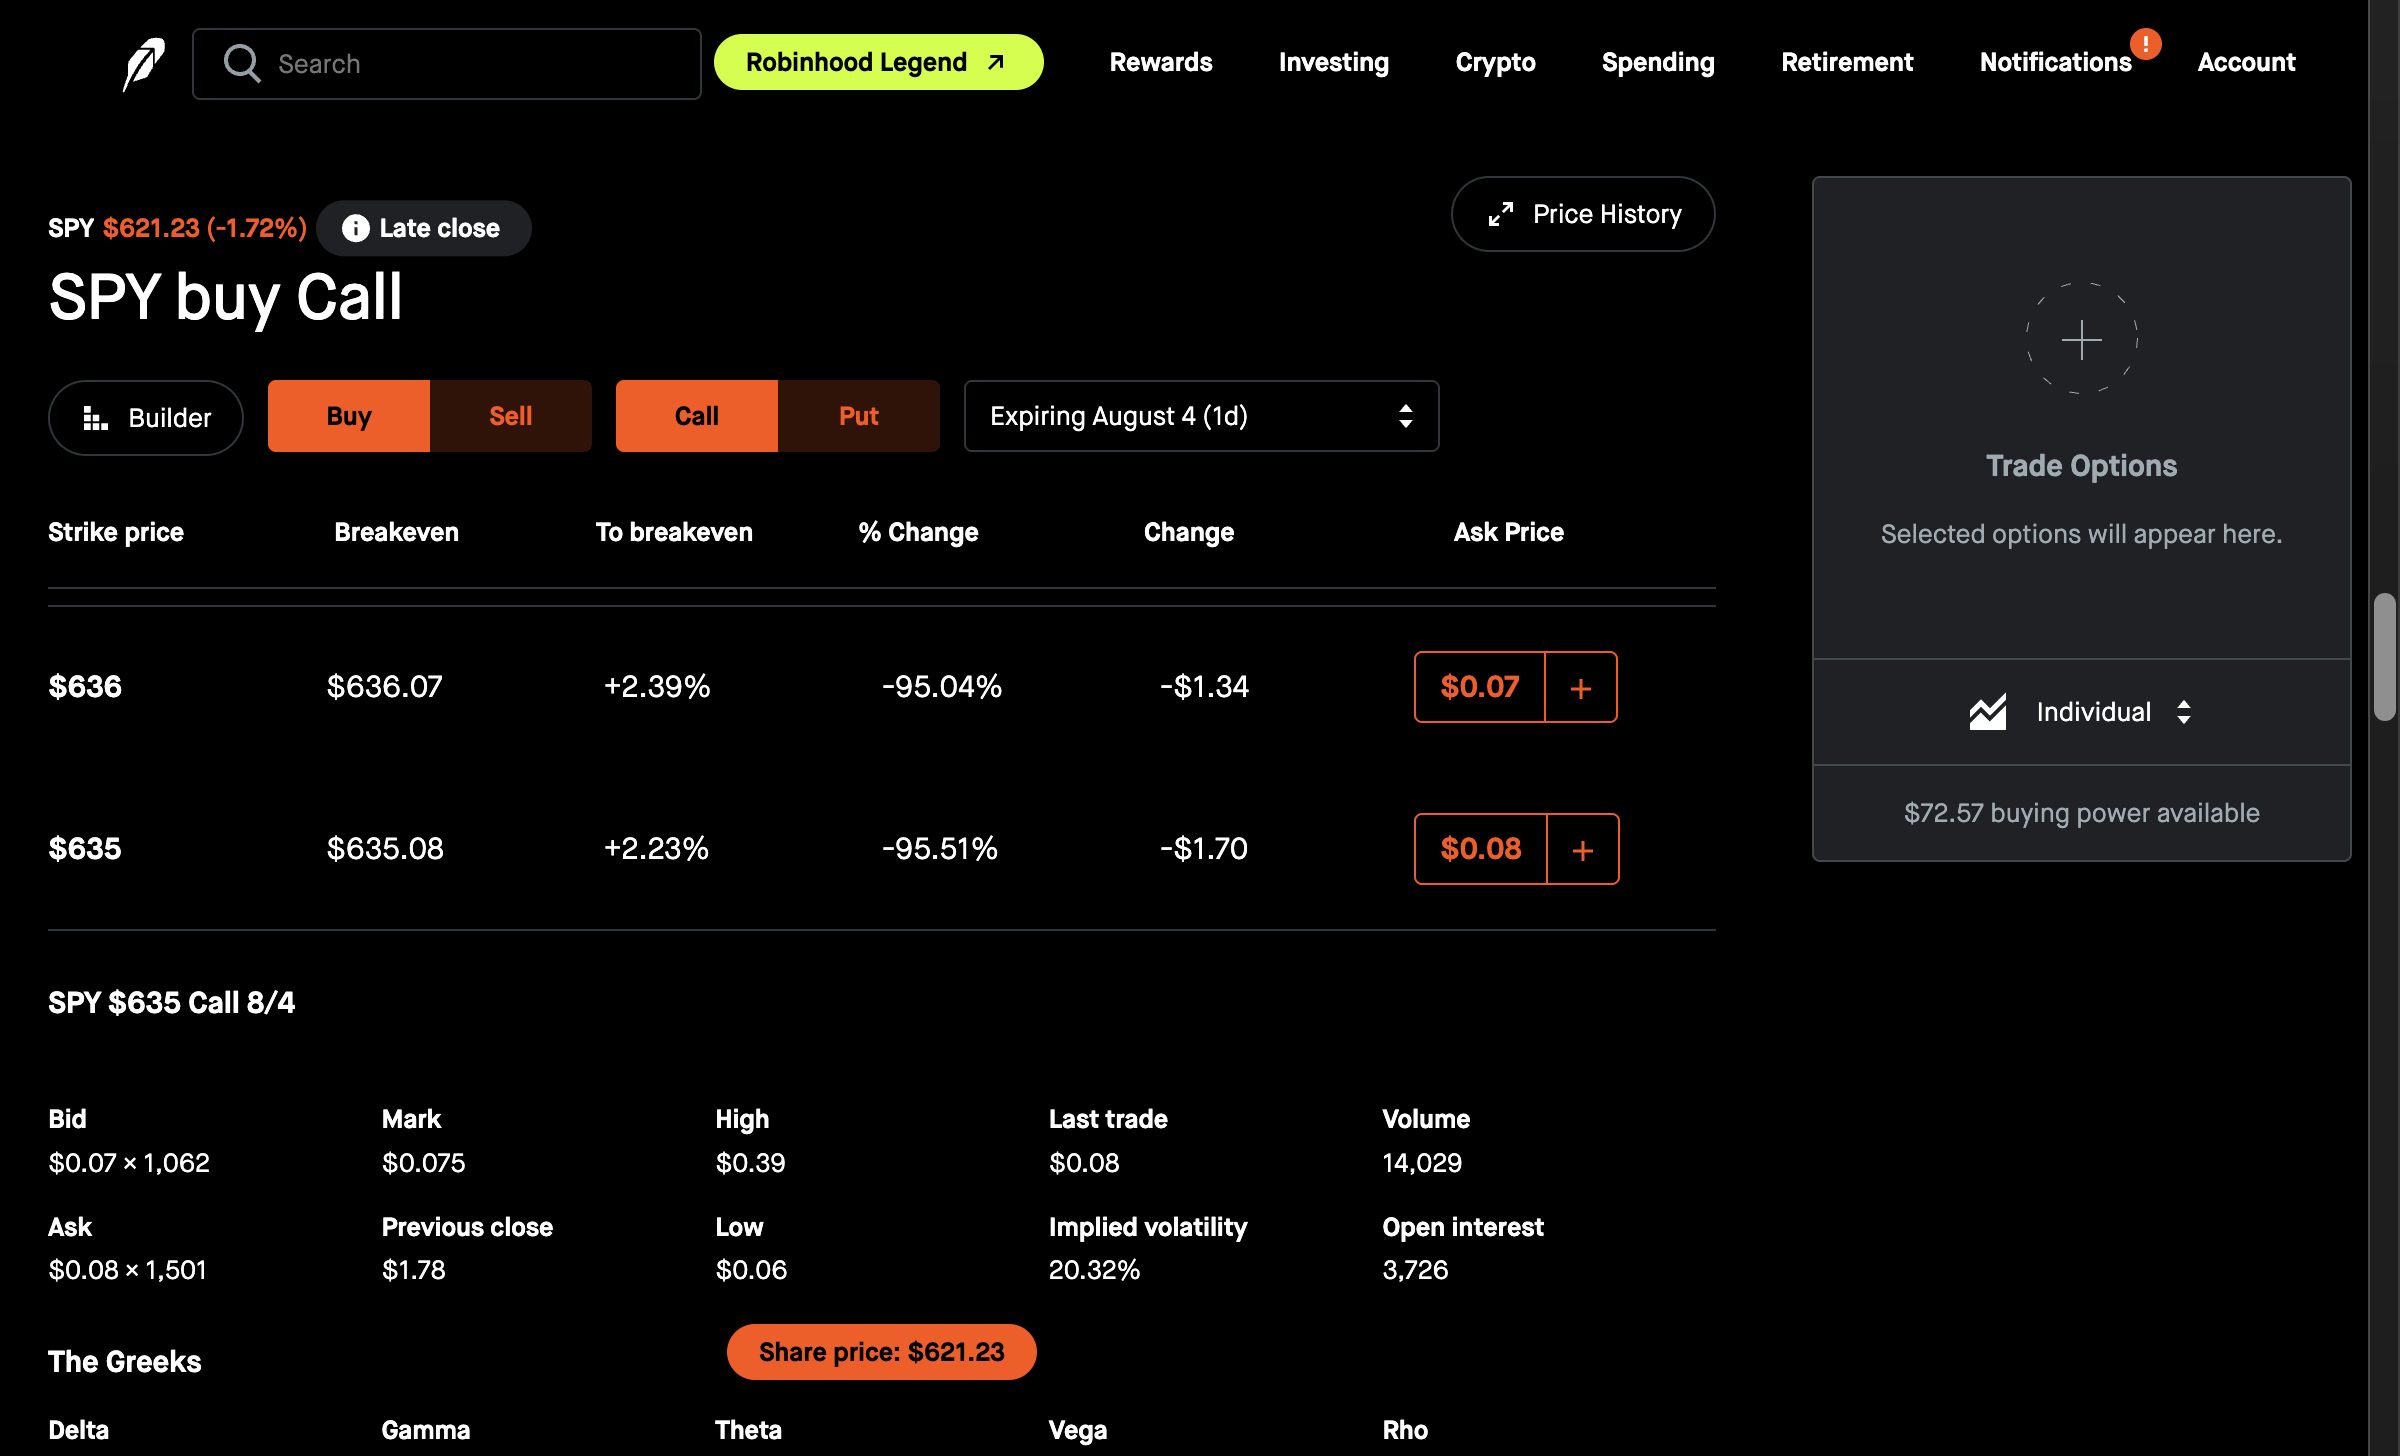 Search
Robinhood Legend
Rewards
Investing
Crypto
Spending
Retirement
Notifications
!
Account
SPY $621.23 (-1.72%)
Late close
Price History
SPY buy Call
Builder
Buy
Sell
Call
Put
Expiring August 4 (1d)
Strike price Breakeven To breakeven % Change Change Ask Price
$636 $636.07 +2.39% -95.04% -$1.34 $0.07 +
$635 $635.08 +2.23% -95.51% -$1.70 $0.08 +
Trade Options
Selected options will appear here.
Individual
$72.57 buying power available
SPY $635 Call 8/4
Bid Mark High Last trade Volume
$0.07 × 1,062 $0.075 $0.39 $0.08 14,029
Ask Previous close Low Implied volatility Open interest
$0.08 × 1,501 $1.78 $0.06 20.32% 3,726
Share price: $621.23
The Greeks
Delta Gamma Theta Vega Rho